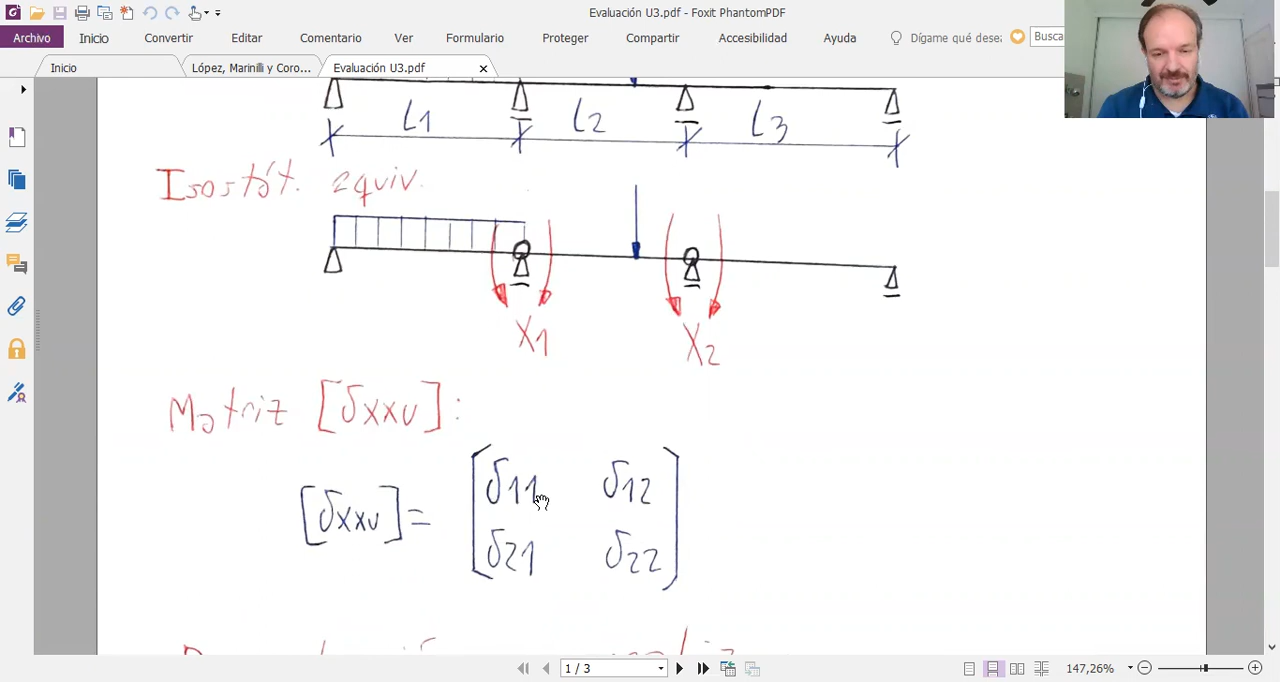 Evaluación U3.pdf - Foxit PhantomPDF
Archivo Inicio Convertir Editar Comentario Ver Formulario Proteger Compartir Accesibilidad Ayuda Dígame qué dese: Busca
Inicio López, Marinilli y Coro... Evaluación U3.pdf
L1 L2 L3
Isostát. equiv.
X1 X2
Matriz [δxxv]:
[δxxv]= [δ11 δ12
δ21 δ22]
1 / 3 147,26%